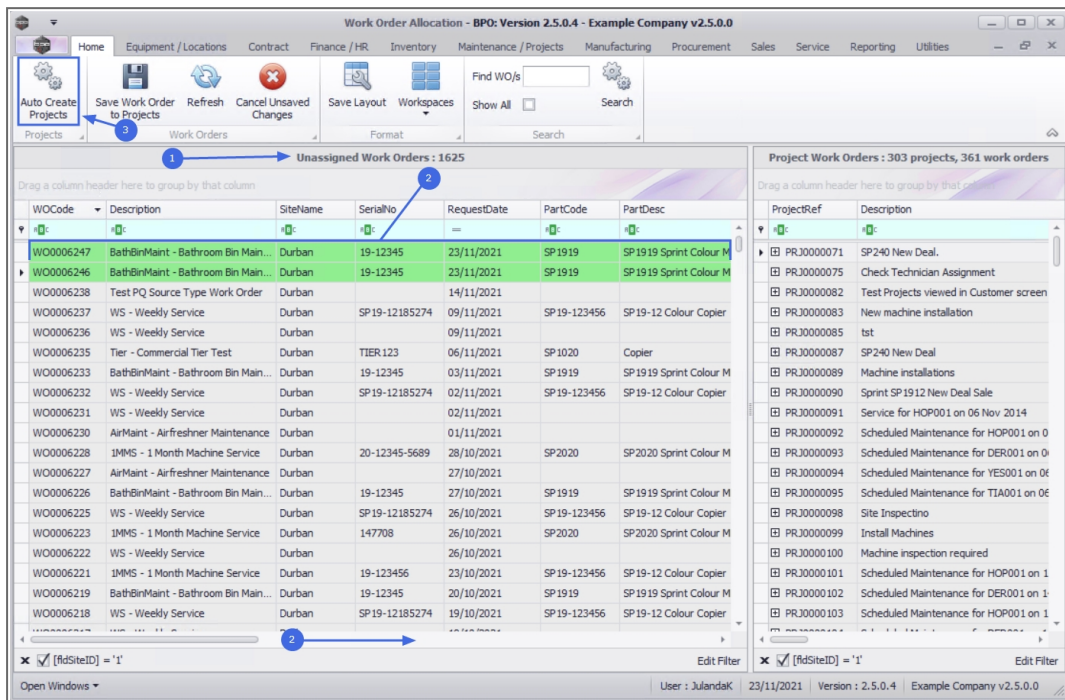 Work Order Allocation - BPO: Version 2.5.0.4 - Example Company v2.5.0.0
Home Equipment / Locations Contract Finance / HR Inventory Maintenance / Projects Manufacturing Procurement Sales Service Reporting Utilities
Auto Create Projects
Save Work Order to Projects
Refresh
Cancel Unsaved Changes
Save Layout
Workspaces
Find WO/s
Show All
Search
Projects Work Orders Format Search
3
1
Unassigned Work Orders : 1625
2
Project Work Orders : 303 projects, 361 work orders
Drag a column header here to group by that column
Drag a column header here to group by that
WOCode Description SiteName SerialNo RequestDate PartCode PartDesc
WO0006247 BathBinMaint - Bathroom Bin Main... Durban 19-12345 23/11/2021 SP1919 SP1919 Sprint Colour M
WO0006246 BathBinMaint - Bathroom Bin Main... Durban 19-12345 23/11/2021 SP1919 SP1919 Sprint Colour M
WO0006238 Test PQ Source Type Work Order Durban 14/11/2021
WO0006237 WS - Weekly Service Durban SP19-12185274 09/11/2021 SP19-123456 SP19-12 Colour Copier
WO0006236 WS - Weekly Service Durban 09/11/2021
WO0006235 Tier - Commercial Tier Test Durban TIER123 06/11/2021 SP1020 Copier
WO0006233 BathBinMaint - Bathroom Bin Main... Durban 19-12345 03/11/2021 SP1919 SP1919 Sprint Colour M
WO0006232 WS - Weekly Service Durban SP19-12185274 02/11/2021 SP19-123456 SP19-12 Colour Copier
WO0006231 WS - Weekly Service Durban 02/11/2021
WO0006230 AirMaint - Airfreshner Maintenance Durban 01/11/2021
WO0006228 1MMS - 1 Month Machine Service Durban 20-12345-5689 28/10/2021 SP2020 SP2020 Sprint Colour M
WO0006227 AirMaint - Airfreshner Maintenance Durban 27/10/2021
WO0006226 BathBinMaint - Bathroom Bin Main... Durban 19-12345 27/10/2021 SP1919 SP1919 Sprint Colour M
WO0006225 WS - Weekly Service Durban SP19-12185274 26/10/2021 SP19-123456 SP19-12 Colour Copier
WO0006223 1MMS - 1 Month Machine Service Durban 147708 26/10/2021 SP2020 SP2020 Sprint Colour M
WO0006222 WS - Weekly Service Durban 26/10/2021
WO0006221 1MMS - 1 Month Machine Service Durban 19-123456 23/10/2021 SP19-123456 SP19-12 Colour Copier
WO0006219 BathBinMaint - Bathroom Bin Main... Durban 19-12345 20/10/2021 SP1919 SP1919 Sprint Colour M
WO0006218 WS - Weekly Service Durban SP19-12185274 19/10/2021 SP19-123456 SP19-12 Colour Copier
2
[fldSiteID] = '1' Edit Filter
ProjectRef Description
PRJ0000071 SP240 New Deal.
PRJ0000075 Check Technician Assignment
PRJ0000082 Test Projects viewed in Customer screen
PRJ0000083 New machine installation
PRJ0000085 tst
PRJ0000087 SP240 New Deal
PRJ0000089 Machine installations
PRJ0000090 Sprint SP1912 New Deal Sale
PRJ0000091 Service for HOP001 on 06 Nov 2014
PRJ0000092 Scheduled Maintenance for HOP001 on 0
PRJ0000093 Scheduled Maintenance for DER001 on 0
PRJ0000094 Scheduled Maintenance for YES001 on 06
PRJ0000095 Scheduled Maintenance for TIA001 on 06
PRJ0000098 Site Inspectino
PRJ0000099 Install Machines
PRJ0000100 Machine inspection required
PRJ0000101 Scheduled Maintenance for HOP001 on 1
PRJ0000102 Scheduled Maintenance for DER001 on 1
PRJ0000103 Scheduled Maintenance for HOP001 on 1
[fldSiteID] = '1' Edit Filter
Open Windows User : JulandaK 23/11/2021 Version : 2.5.0.4 Example Company v2.5.0.0